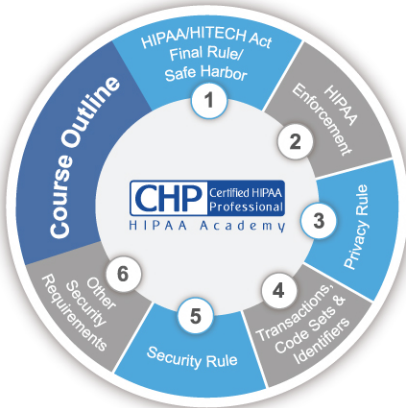 Course Outline
HIPAA/HITECH Act
Final Rule/
Safe Harbor
1
HIPAA
Enforcement
2
Privacy Rule
3
Transactions,
Code Sets &
Identifiers
4
Security Rule
5
Other
Security
Requirements
6
CHP Certified HIPAA
Professional
HIPAA Academy